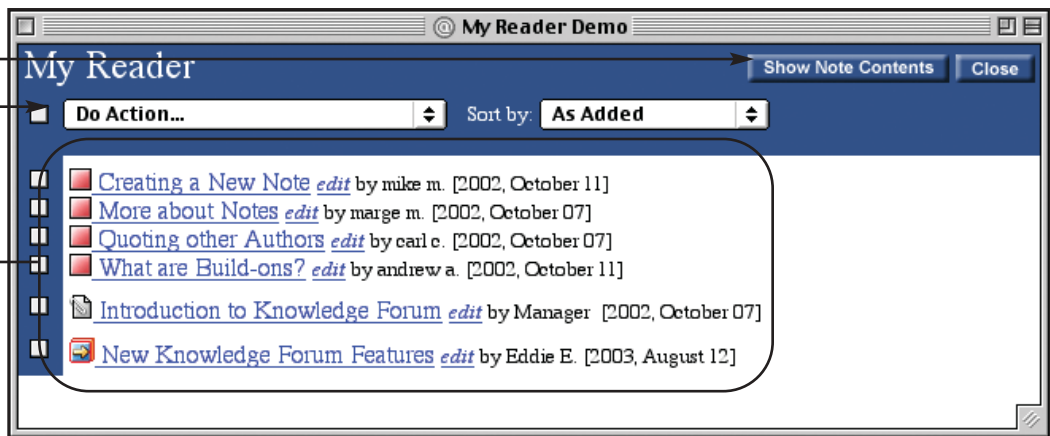 My Reader Demo
My Reader Show Note Contents Close
Do Action... Sort by: As Added
Creating a New Note edit by mike m. [2002, October 11]
More about Notes edit by marge m. [2002, October 07]
Quoting other Authors edit by carl c. [2002, October 07]
What are Build-ons? edit by andrew a. [2002, October 11]
Introduction to Knowledge Forum edit by Manager [2002, October 07]
New Knowledge Forum Features edit by Eddie E. [2003, August 12]